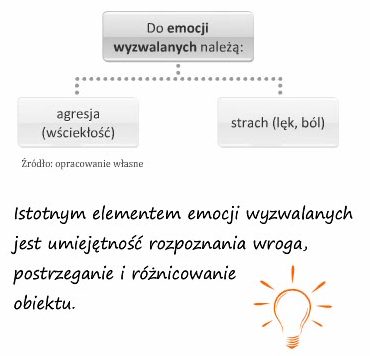 Do emocji
wyzwalanych należą:
agresja
(wściekłość)
strach (lęk, ból)
Źródło: opracowanie własne
Istotnym elementem emocji wyzwalanych
jest umiejętność rozpoznania wroga,
postrzeganie i różnicowanie
obiektu.